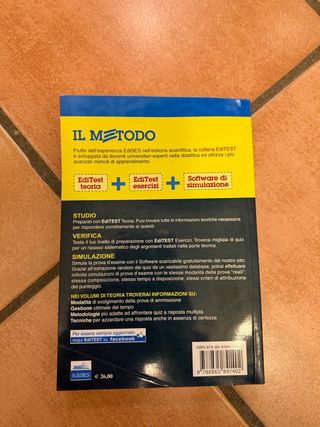 IL METODO
Frutto dell'esperienza EdiSES nell'editoria scientifica, la collana EdiTEST
è sviluppata da docenti universitari esperti nella didattica ed utilizza i più
avanzati metodi di apprendimento.
EdiTest teoria + EdiTest esercizi + Software di simulazione
STUDIO
Preparati con EdiTEST Teoria. Puoi trovare tutte le informazioni teoriche necessarie
per rispondere correttamente ai quesiti.
VERIFICA
Testa il tuo livello di preparazione con EdiTEST Esercizi. Troverai migliaia di quiz
per un ripasso sistematico degli argomenti trattati nella parte teorica.
SIMULAZIONE
Simula la prova d'esame con il Software scaricabile gratuitamente dal nostro sito.
Grazie all'estrazione random dei quiz da un vastissimo database, potrai effettuare
infinite simulazioni di prove d'esame con le stesse modalità delle prove "reali":
stessa composizione, stesso tempo a disposizione, stessi criteri di attribuzione
del punteggio.
NEI VOLUMI DI TEORIA TROVERAI INFORMAZIONI SU:
Modalità di svolgimento della prova di ammissione
Gestione ottimale del tempo
Metodologie più adatte ad affrontare quiz a risposta multipla
Tecniche per azzardare una risposta anche in assenza di certezza
Per essere sempre aggiornato
segui EdiTEST su facebook
EdiSES
€ 26,00
ISBN 978-88-
9 788865 841402